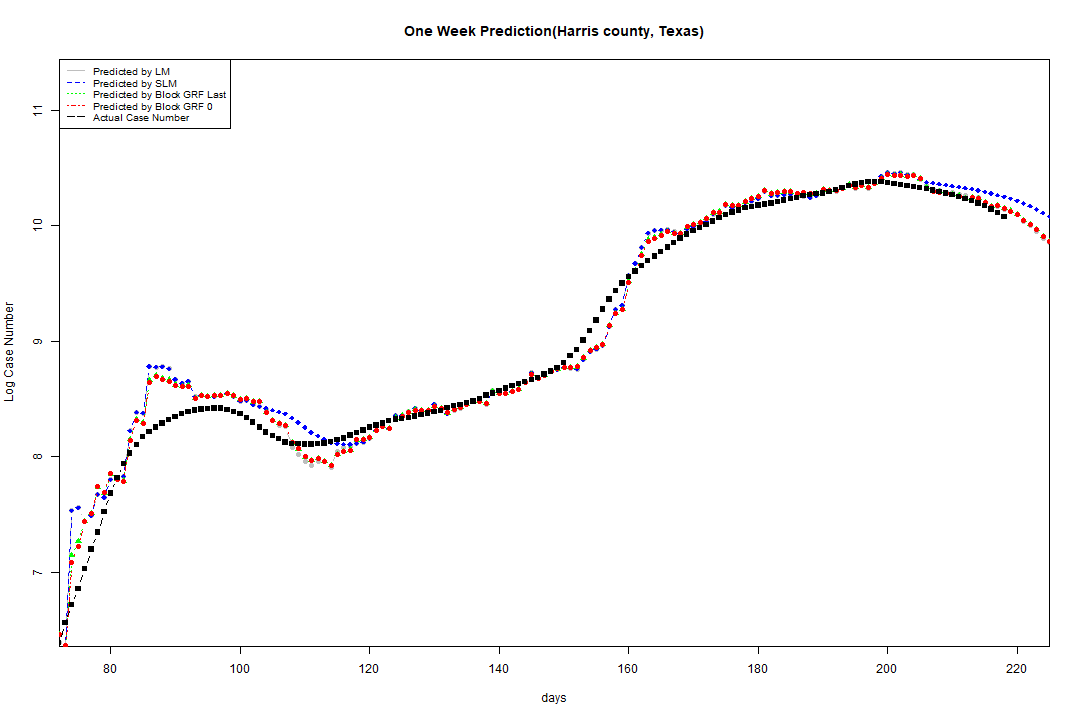 One Week Prediction(Harris county, Texas)
Predicted by LM
Predicted by SLM
Predicted by Block GRF Last
Predicted by Block GRF 0
Actual Case Number
11
10
9
8
7
Log Case Number
80 100 120 140 160 180 200 220
days